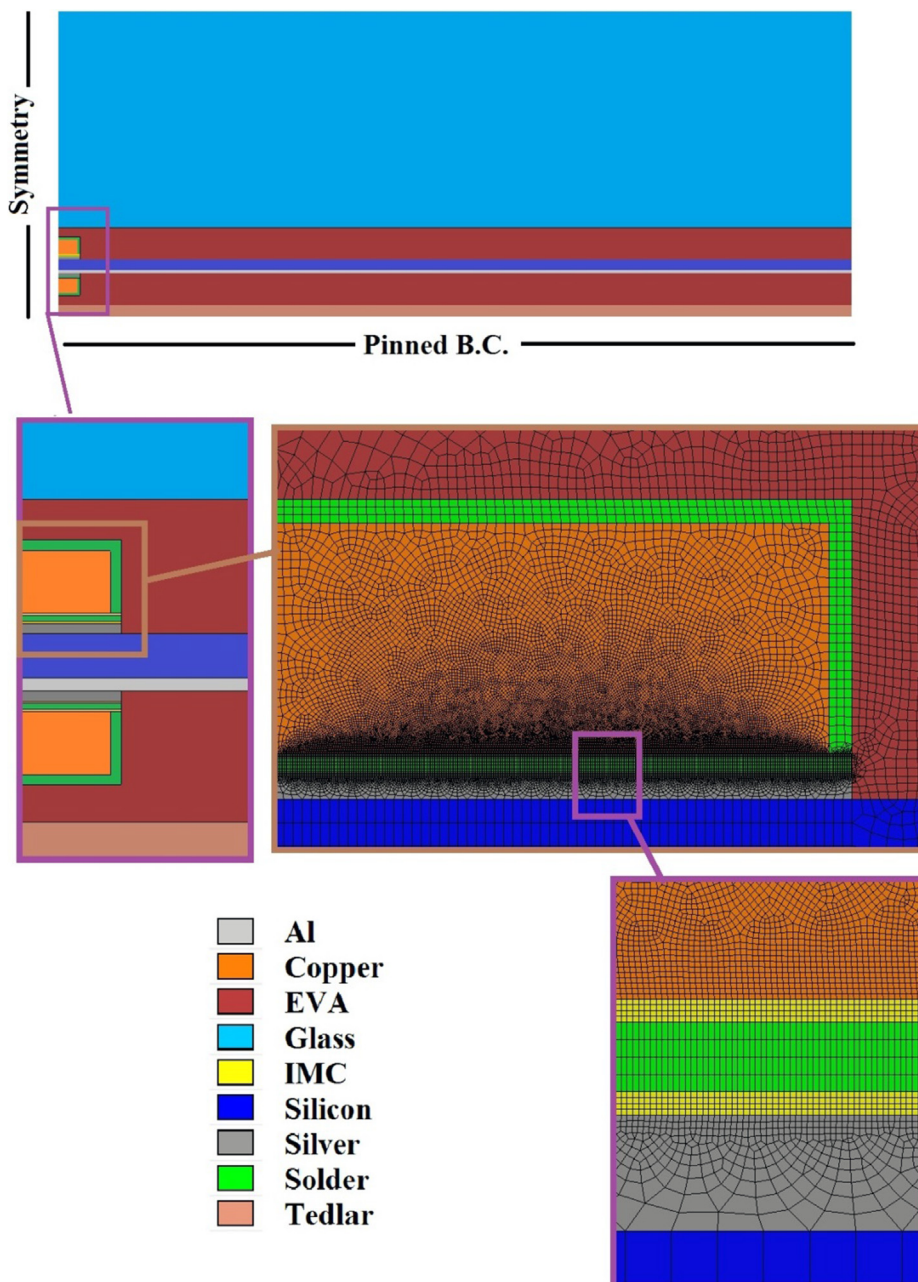 Symmetry
Pinned B.C.
Al
Copper
EVA
Glass
IMC
Silicon
Silver
Solder
Tedlar